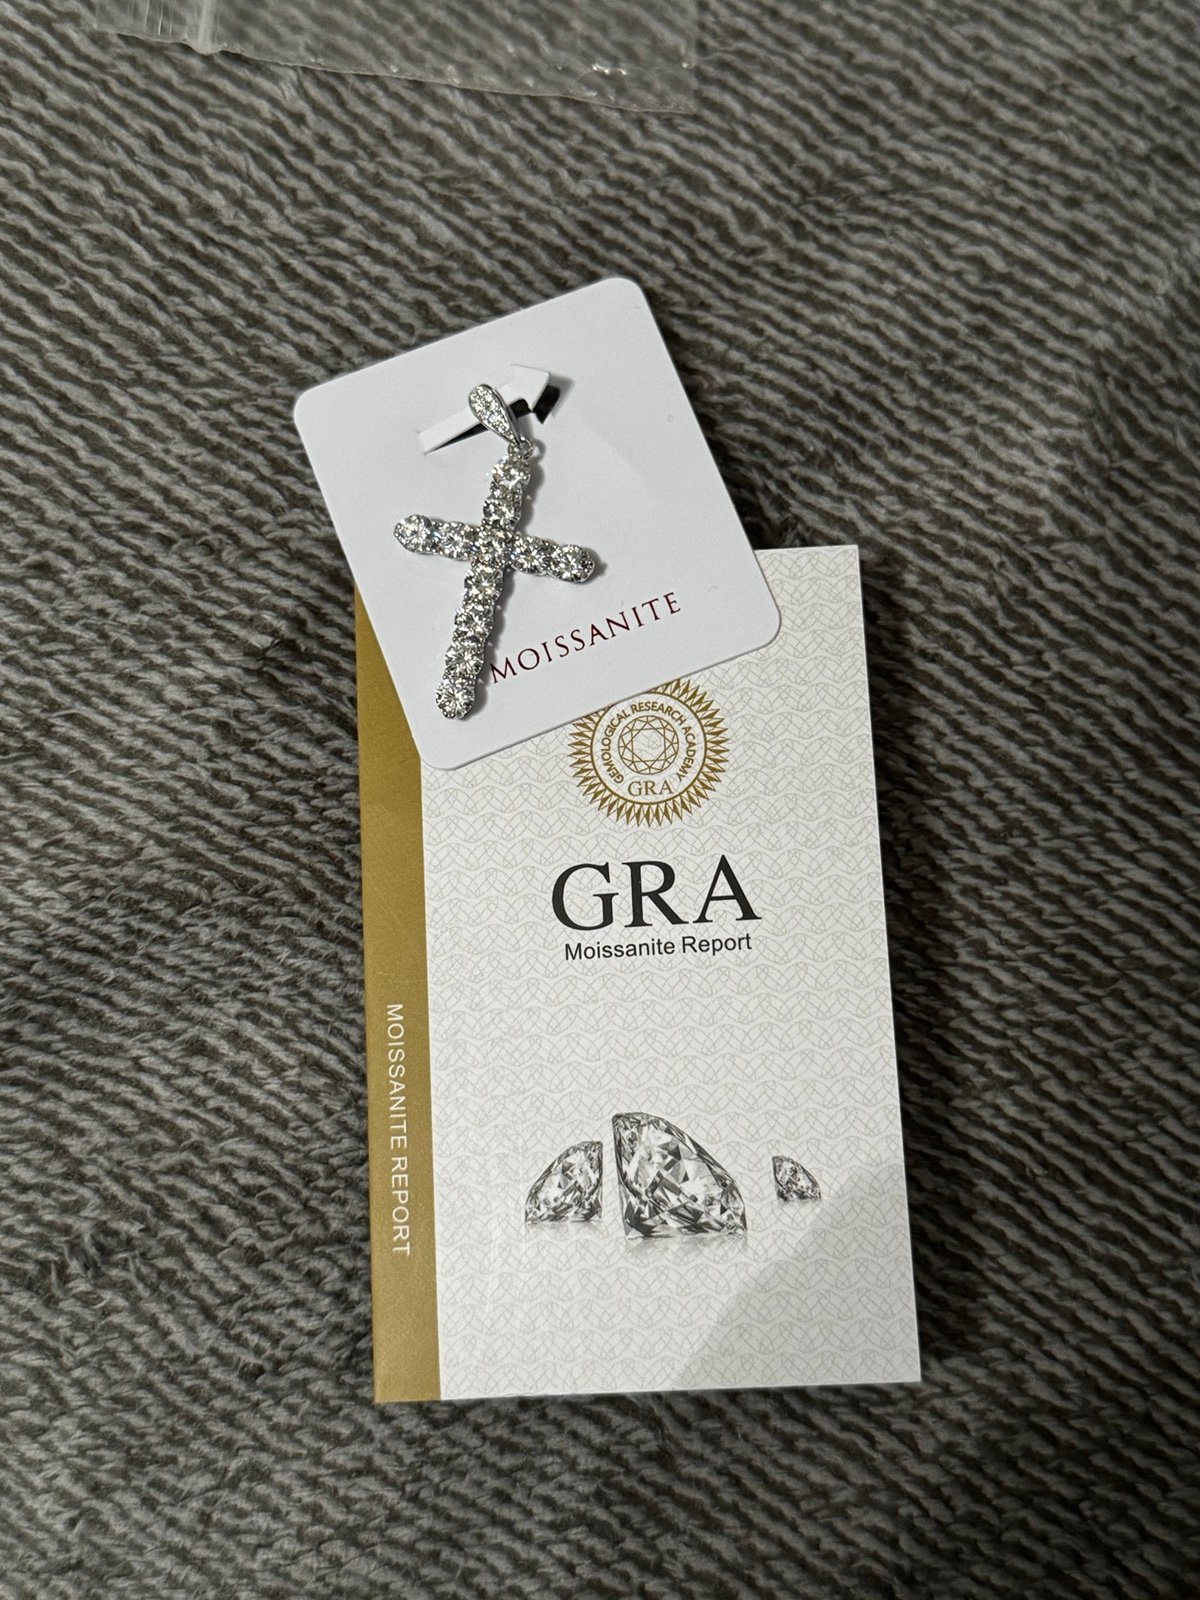 MOISSANITE
GEMOLOGICAL RESEARCH ACADEMY
GRA
GRA
Moissanite Report
MOISSANITE REPORT